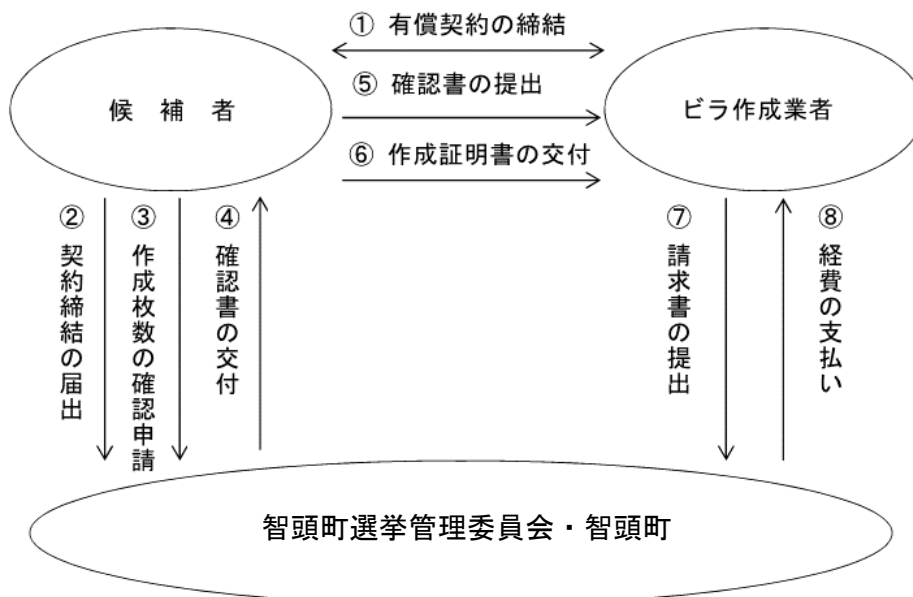 ① 有償契約の締結
候補者
⑤ 確認書の提出
ビラ作成業者
⑥ 作成証明書の交付
② 契約締結の届出
③ 作成枚数の確認申請
④ 確認書の交付
⑦ 請求書の提出
⑧ 経費の支払い
智頭町選挙管理委員会・智頭町